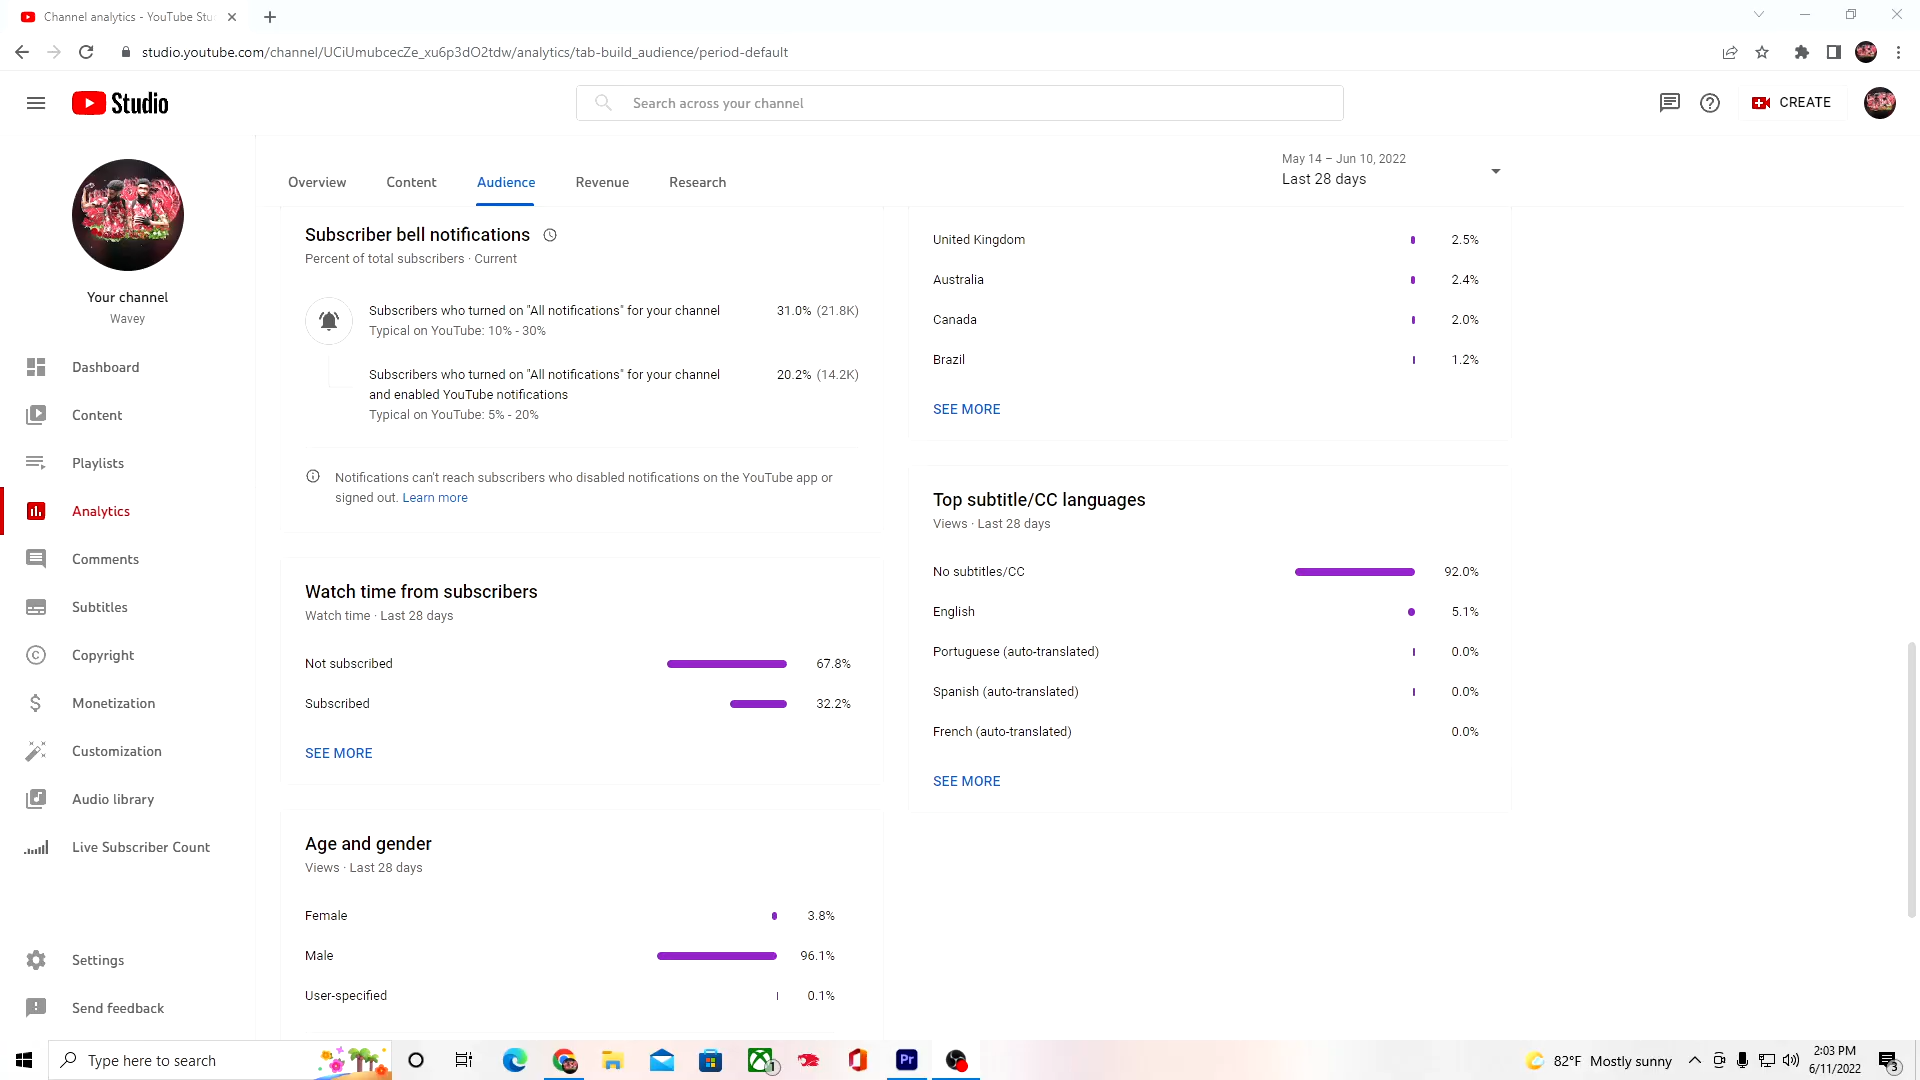 Channel analytics - YouTube Stu
studio.youtube.com/channel/UCiUmubcecZe_xu6p3dO2tdw/analytics/tab-build_audience/period-default
Studio
Search across your channel
CREATE
Your channel
Wavey
Dashboard
Content
Playlists
Analytics
Comments
Subtitles
Copyright
Monetization
Customization
Audio library
Live Subscriber Count
Settings
Send feedback
Overview
Content
Audience
Revenue
Research
May 14 – Jun 10, 2022
Last 28 days
Subscriber bell notifications
Percent of total subscribers · Current
Subscribers who turned on "All notifications" for your channel 31.0% (21.8K)
Typical on YouTube: 10% - 30%
Subscribers who turned on "All notifications" for your channel 20.2% (14.2K)
and enabled YouTube notifications
Typical on YouTube: 5% - 20%
Notifications can't reach subscribers who disabled notifications on the YouTube app or
signed out. Learn more
Watch time from subscribers
Watch time · Last 28 days
Not subscribed 67.8%
Subscribed 32.2%
SEE MORE
Age and gender
Views · Last 28 days
Female 3.8%
Male 96.1%
User-specified 0.1%
United Kingdom 2.5%
Australia 2.4%
Canada 2.0%
Brazil 1.2%
SEE MORE
Top subtitle/CC languages
Views · Last 28 days
No subtitles/CC 92.0%
English 5.1%
Portuguese (auto-translated) 0.0%
Spanish (auto-translated) 0.0%
French (auto-translated) 0.0%
SEE MORE
Type here to search
1
Pr
82°F Mostly sunny
2:03 PM
6/11/2022
3